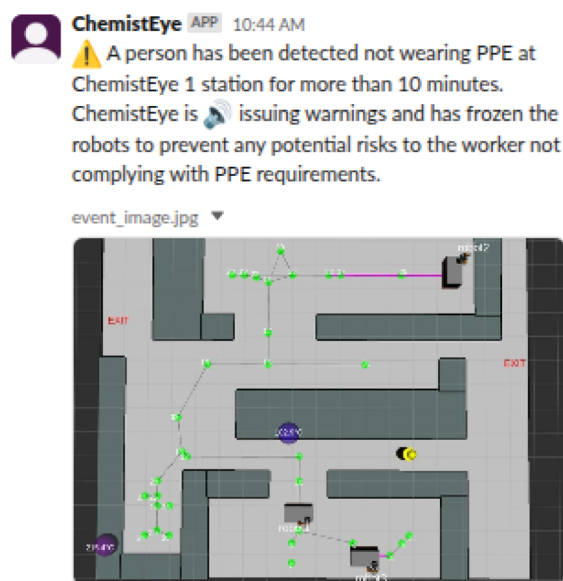 ChemistEye APP 10:44 AM
⚠️ A person has been detected not wearing PPE at
ChemistEye 1 station for more than 10 minutes.
ChemistEye is 🔊 issuing warnings and has frozen the
robots to prevent any potential risks to the worker not
complying with PPE requirements.
event_image.jpg
robot2
EXIT
EXIT
robot3